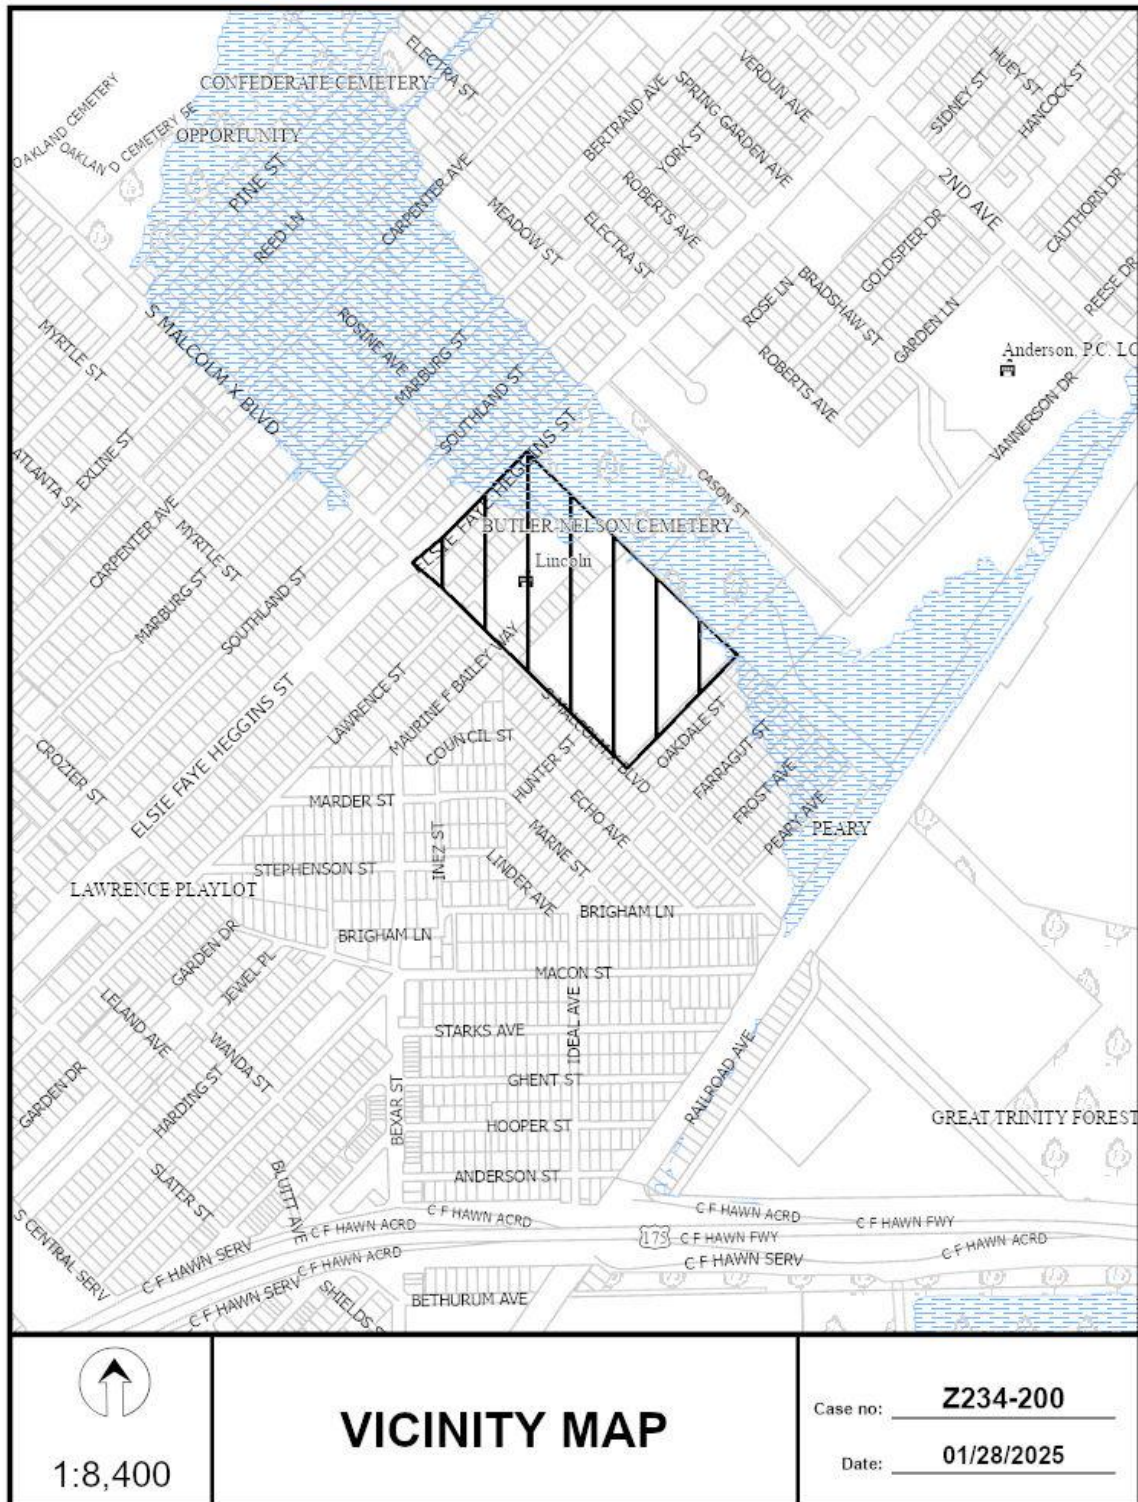 ELECTRA ST
CONFEDERATE CEMETERY
OAKLAND CEMETERY
OAKLAN
D CEMETERY SE
OPPORTUNITY
PINE ST
REED LN
CARPENTER AVE
MEADOW ST
BERTRAND AVE
SPRING GARDEN AVE
VERDUN AVE
YORK ST
ROBERTS AVE
ELECTRA ST
SIDNEY ST
HUEY ST
HANCOCK ST
2ND AVE
CAUTHORN DR
GOLDSPIER DR
REESE DR
ROSE LN
BRADSHAW ST
GARDEN LN
ROBERTS AVE
Anderson, P.C. LC
VANNERSON DR
S MALCOLM X BLVD
ROSINE AVE
MARBURG ST
SOUTHLAND ST
MYRTLE ST
EXLINE ST
ATLANTA ST
CARPENTER AVE
MYRTLE ST
MARBURG ST
SOUTHLAND ST
CASON ST
ELSIE FAYE HEGGINS ST
BUTLER-NELSON CEMETERY
Lincoln
ELSIE FAYE HEGGINS ST
LAWRENCE ST
MAURINE F BAILEY WAY
COUNCIL ST
S MALCOLM X BLVD
HUNTER ST
OAKDALE ST
FARRAGUT ST
FROST AVE
PEARY AVE
PEARY
CROZIER ST
MARDER ST
INEZ ST
ECHO AVE
MARNE ST
LINDER AVE
STEPHENSON ST
LAWRENCE PLAYLOT
BRIGHAM LN
BRIGHAM LN
GARDEN DR
JEWEL PL
MACON ST
LELAND AVE
WANDA ST
STARKS AVE
IDEAL AVE
GARDEN DR
HARDING ST
BEXAR ST
GHENT ST
RAILROAD AVE
HOOPER ST
GREAT TRINITY FOREST
SLATER ST
BLUITT AVE
ANDERSON ST
S CENTRAL SERV
C F HAWN SERV
C F HAWN ACRD
C F HAWN ACRD
C F HAWN ACRD
C F HAWN FWY
175
C F HAWN FWY
C F HAWN ACRD
C F HAWN SERV
C F HAWN ACRD
C F HAWN SERV
SHIELDS
BETHURUM AVE
1:8,400
VICINITY MAP
Case no: Z234-200
Date: 01/28/2025